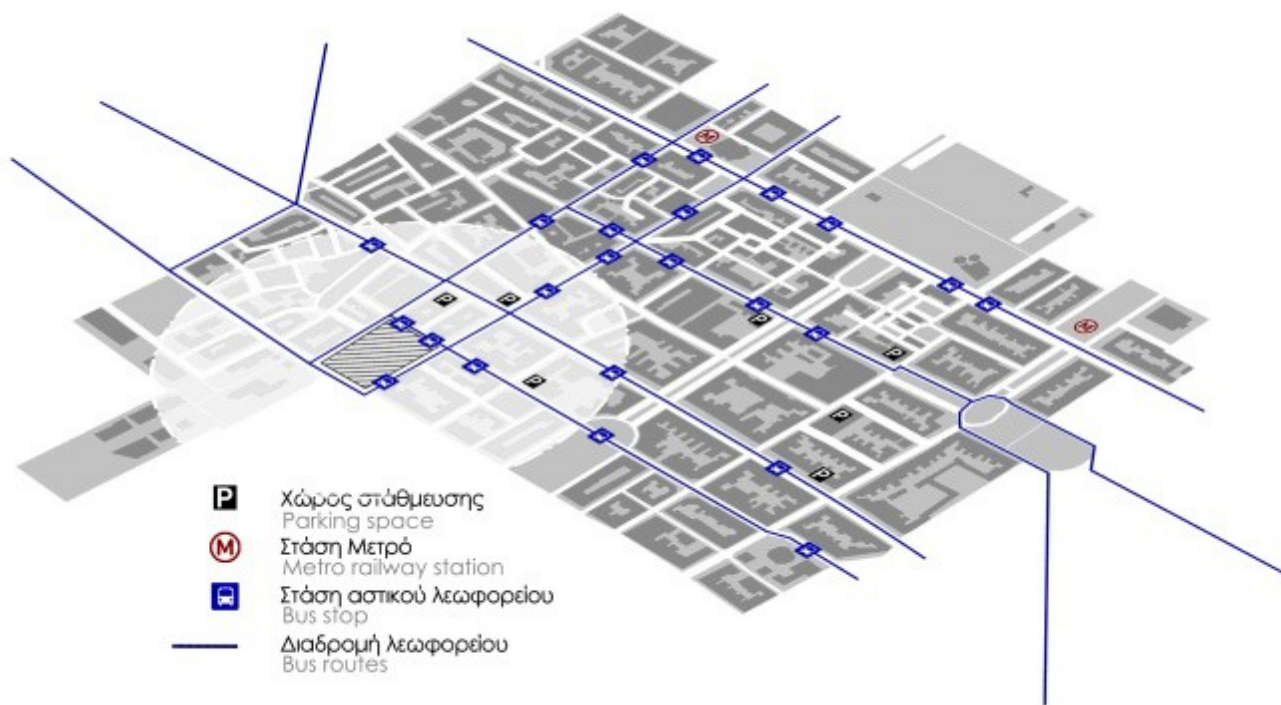 Χώρος στάθμευσης
Parking space
Στάση Μετρό
Metro railway station
Στάση αστικού λεωφορείου
Bus stop
Διαδρομή λεωφορείου
Bus routes